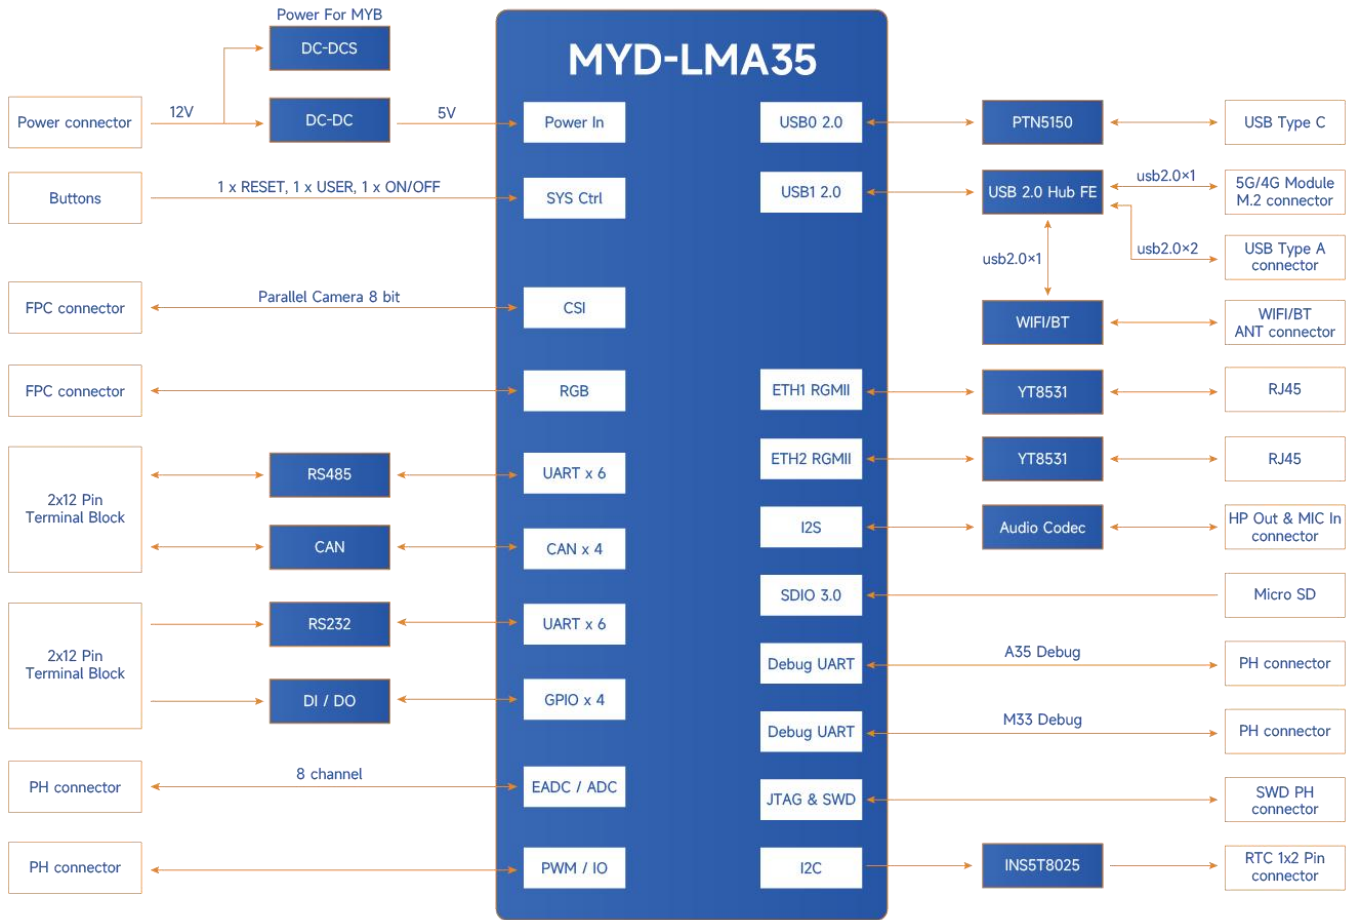 Power For MYB
DC-DCS
MYD-LMA35
Power connector
12V
DC-DC
5V
Power In
USB0 2.0
PTN5150
USB Type C
Buttons
1 x RESET, 1 x USER, 1 x ON/OFF
SYS Ctrl
USB1 2.0
USB 2.0 Hub FE
usb2.0×1
5G/4G Module
M.2 connector
usb2.0×1
usb2.0×2
USB Type A
connector
FPC connector
Parallel Camera 8 bit
CSI
WIFI/BT
WIFI/BT
ANT connector
FPC connector
RGB
ETH1 RGMII
YT8531
RJ45
2x12 Pin
Terminal Block
RS485
UART x 6
ETH2 RGMII
YT8531
RJ45
CAN
CAN x 4
I2S
Audio Codec
HP Out & MIC In
connector
2x12 Pin
Terminal Block
RS232
UART x 6
SDIO 3.0
Micro SD
DI / DO
GPIO x 4
Debug UART
A35 Debug
PH connector
Debug UART
M33 Debug
PH connector
PH connector
8 channel
EADC / ADC
JTAG & SWD
SWD PH
connector
PH connector
PWM / IO
I2C
INS5T8025
RTC 1x2 Pin
connector